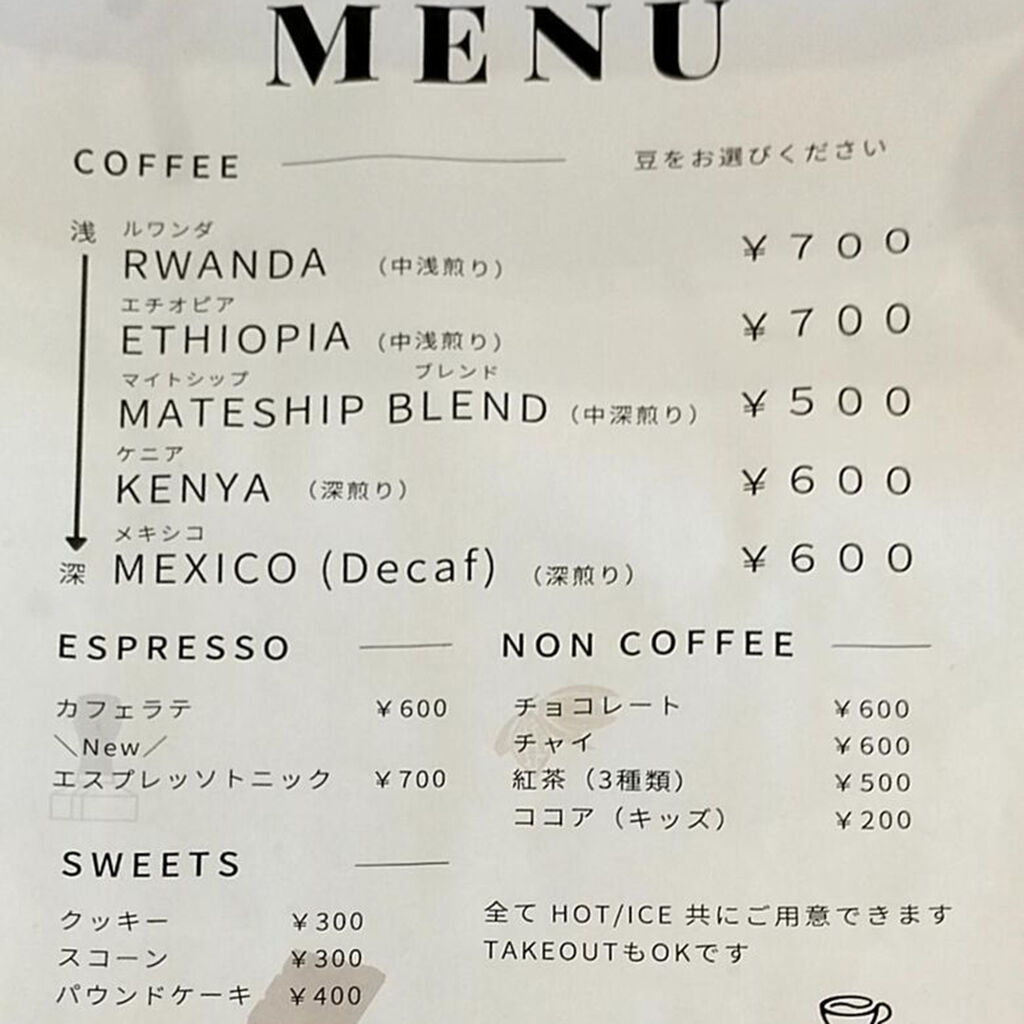 MENU
COFFEE 豆をお選びください
浅 ルワンダ
RWANDA (中浅煎り) ¥700
エチオピア
ETHIOPIA (中浅煎り) ¥700
マイトシップ ブレンド
MATESHIP BLEND (中深煎り) ¥500
ケニア
KENYA (深煎り) ¥600
メキシコ
深 MEXICO (Decaf) (深煎り) ¥600
ESPRESSO
カフェラテ ¥600
＼New／
エスプレッソトニック ¥700
NON COFFEE
チョコレート ¥600
チャイ ¥600
紅茶（3種類） ¥500
ココア（キッズ） ¥200
SWEETS
クッキー ¥300
スコーン ¥300
パウンドケーキ ¥400
全て HOT/ICE 共にご用意できます
TAKEOUTもOKです